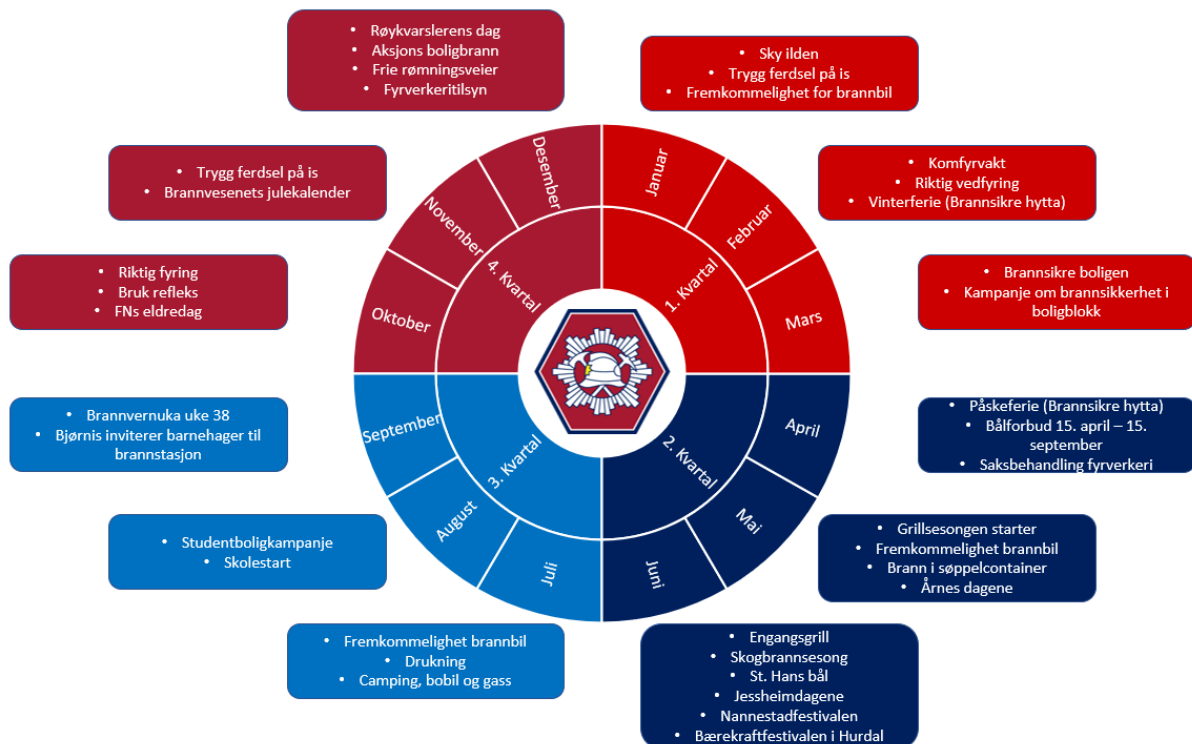 • Røykvarslerens dag
• Aksjons boligbrann
• Frie rømningsveier
• Fyrverkeritilsyn
• Sky ilden
• Trygg ferdsel på is
• Fremkommelighet for brannbil
• Trygg ferdsel på is
• Brannvesenets julekalender
• Komfyrvakt
• Riktig vedfyring
• Vinterferie (Brannsikre hytta)
• Riktig fyring
• Bruk refleks
• FNs eldredag
• Brannsikre boligen
• Kampanje om brannsikkerhet i
boligblokk
Desember
Januar
November
Februar
Oktober
Mars
4. Kvartal
1. Kvartal
September
April
3. Kvartal
2. Kvartal
August
Mai
Juli
Juni
• Brannvernuka uke 38
• Bjørnis inviterer barnehager til
brannstasjon
• Påskeferie (Brannsikre hytta)
• Bålforbud 15. april – 15.
september
• Saksbehandling fyrverkeri
• Studentboligkampanje
• Skolestart
• Grillsesongen starter
• Fremkommelighet brannbil
• Brann i søppelcontainer
• Årnes dagene
• Fremkommelighet brannbil
• Drukning
• Camping, bobil og gass
• Engangsgrill
• Skogbrannsesong
• St. Hans bål
• Jessheimdagene
• Nannestadfestivalen
• Bærekraftfestivalen i Hurdal